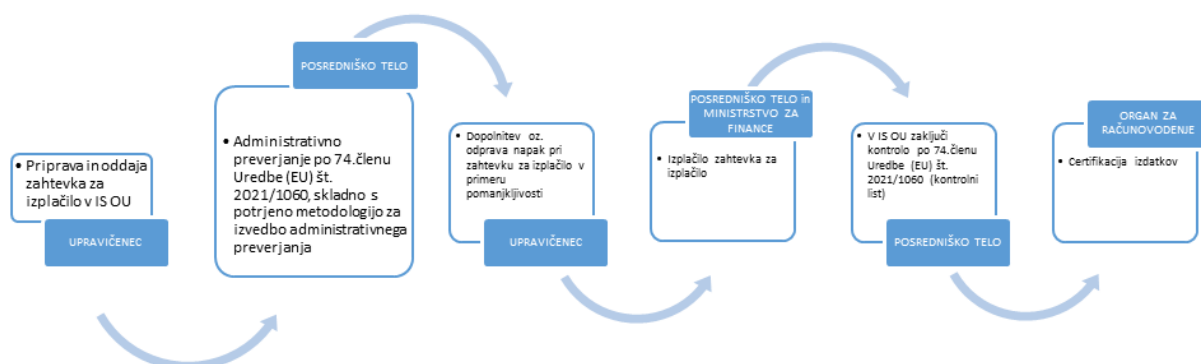 • Priprava in oddaja
zahtevka za
izplačilo v IS OU
UPRAVIČENEC
POSREDNIŠKO TELO
• Administrativno
preverjanje po 74.členu
Uredbe (EU) št.
2021/1060, skladno s
potrjeno metodologijo za
izvedbo administrativnega
preverjanja
• Dopolnitev oz.
odprava napak pri
zahtevku za izplačilo v
primeru
pomanjkljivosti
UPRAVIČENEC
POSREDNIŠKO TELO in
MINISTRSTVO ZA
FINANCE
• Izplačilo zahtevka za
izplačilo
• V IS OU zaključi
kontrolo po 74.členu
Uredbe (EU) št.
2021/1060 (kontrolni
list)
POSREDNIŠKO TELO
ORGAN ZA
RAČUNOVODENJE
• Certifikacija izdatkov